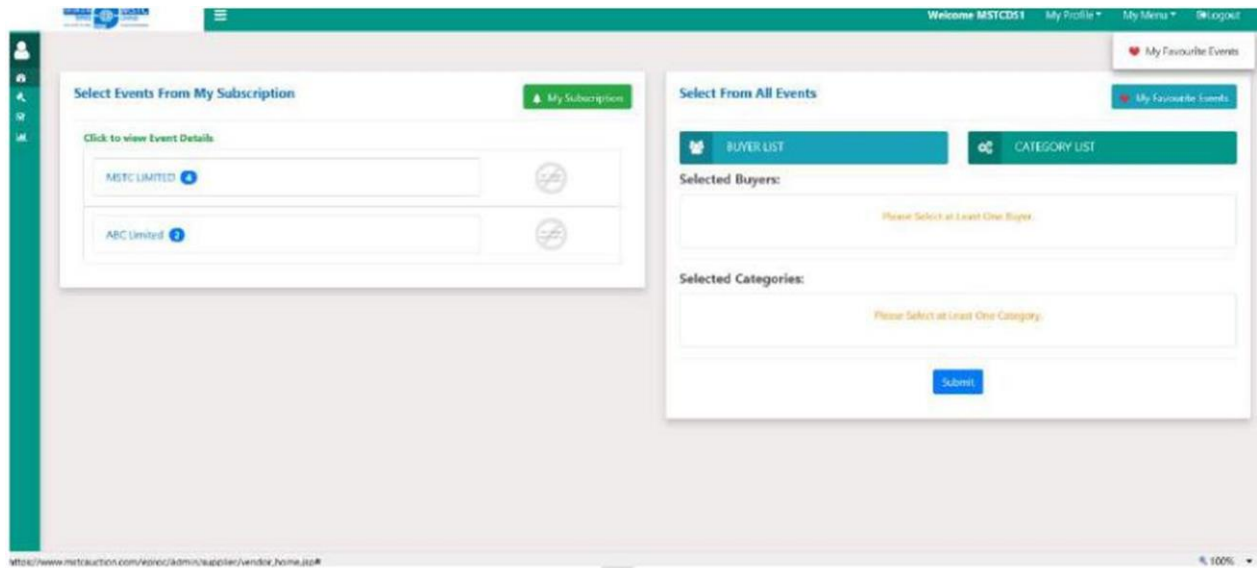 Welcome MSTCDS1 My Profile My Menu Logout
My Favourite Events
Select Events From My Subscription
My Subscription
Click to view Event Details
MSTC LIMITED 4
ABC Limited 2
Select From All Events
My Favourite Events
BUYER LIST
CATEGORY LIST
Selected Buyers:
Please Select at Least One Buyer.
Selected Categories:
Please Select at Least One Category.
Submit
https://www.mstcauction.com/eproc/admin/supplier/vendor_home.jsp#
100%